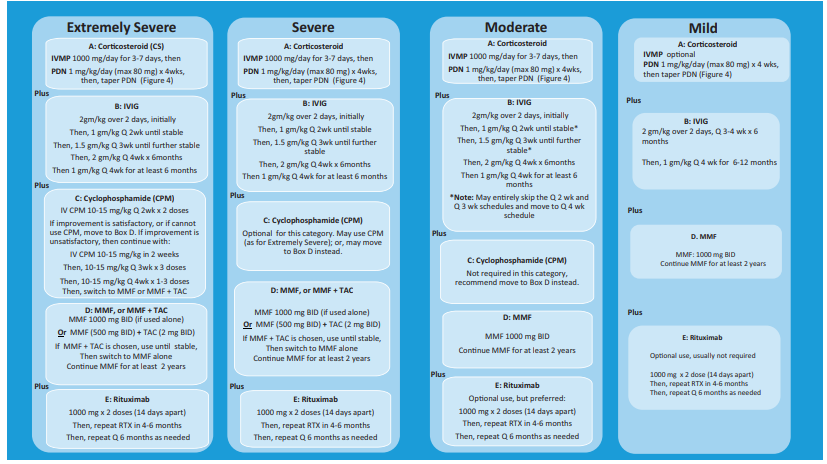 Extremely Severe
A: Corticosteroid (CS)
IVMP 1000 mg/day for 3-7 days, then
PDN 1 mg/kg/day (max 80 mg) x 4wks,
then, taper PDN (Figure 4)
Plus
B: IVIG
2gm/kg over 2 days, initially
Then, 1 gm/kg Q 2wk until stable
Then, 1.5 gm/kg Q 3wk until further stable
Then, 2 gm/kg Q 4wk x 6months
Then 1 gm/kg Q 4wk for at least 6 months
Plus
C: Cyclophosphamide (CPM)
IV CPM 10-15 mg/kg Q 2wk x 2 doses
If improvement is satisfactory, or if cannot
use CPM, move to Box D. If improvement is
unsatisfactory, then continue with:
IV CPM 10-15 mg/kg in 2 weeks
Then, 10-15 mg/kg Q 3wk x 3 doses
Then, 10-15 mg/kg Q 4wk x 1-3 doses
Then, switch to MMF or MMF + TAC
D: MMF, or MMF + TAC
MMF 1000 mg BID (if used alone)
Or MMF (500 mg BID) + TAC (2 mg BID)
If MMF + TAC is chosen, use until stable,
Then switch to MMF alone
Continue MMF for at least 2 years
Plus
E: Rituximab
1000 mg x 2 doses (14 days apart)
Then, repeat RTX in 4-6 months
Then, repeat Q 6 months as needed
Severe
A: Corticosteroid
IVMP 1000 mg/day for 3-7 days, then
PDN 1 mg/kg/day (max 80 mg) x 4wks,
then, taper PDN (Figure 4)
Plus
B: IVIG
2gm/kg over 2 days, initially
Then, 1 gm/kg Q 2wk until stable
Then, 1.5 gm/kg Q 3wk until further
stable
Then, 2 gm/kg Q 4wk x 6months
Then 1 gm/kg Q 4wk for at least 6 months
Plus
C: Cyclophosphamide (CPM)
Optional for this category. May use CPM
(as for Extremely Severe); or, may move
to Box D instead.
D: MMF, or MMF + TAC
MMF 1000 mg BID (if used alone)
Or MMF (500 mg BID) + TAC (2 mg BID)
If MMF + TAC is chosen, use until stable,
Then switch to MMF alone
Continue MMF for at least 2 years
Plus
E: Rituximab
1000 mg x 2 doses (14 days apart)
Then, repeat RTX in 4-6 months
Then, repeat Q 6 months as needed
Moderate
A: Corticosteroid
IVMP 1000 mg/day for 3-7 days, then
PDN 1 mg/kg/day (max 80 mg) x 4wks,
then, taper PDN (Figure 4)
Plus
B: IVIG
2gm/kg over 2 days, initially
Then, 1 gm/kg Q 2wk until stable*
Then, 1.5 gm/kg Q 3wk until further
stable*
Then, 2 gm/kg Q 4wk x 6months
Then 1 gm/kg Q 4wk for at least 6
months
*Note: May entirely skip the Q 2 wk and
Q 3 wk schedules and move to Q 4 wk
schedule
Plus
C: Cyclophosphamide (CPM)
Not required in this category,
recommend move to Box D instead.
D: MMF
MMF 1000 mg BID
Continue MMF for at least 2 years
Plus
E: Rituximab
Optional use, but preferred:
1000 mg x 2 doses (14 days apart)
Then, repeat RTX in 4-6 months
Then, repeat Q 6 months as needed
Mild
A: Corticosteroid
IVMP optional
PDN 1 mg/kg/day (max 80 mg) x 4 wks,
then taper PDN (Figure 4)
Plus
B: IVIG
2 gm/kg over 2 days, Q 3-4 wk x 6
months
Then, 1 gm/kg Q 4 wk for 6-12 months
Plus
D. MMF
MMF: 1000 mg BID
Continue MMF for at least 2 years
Plus
E: Rituximab
Optional use, usually not required
1000 mg x 2 dose (14 days apart)
Then, repeat RTX in 4-6 months
Then, repeat Q 6 months as needed